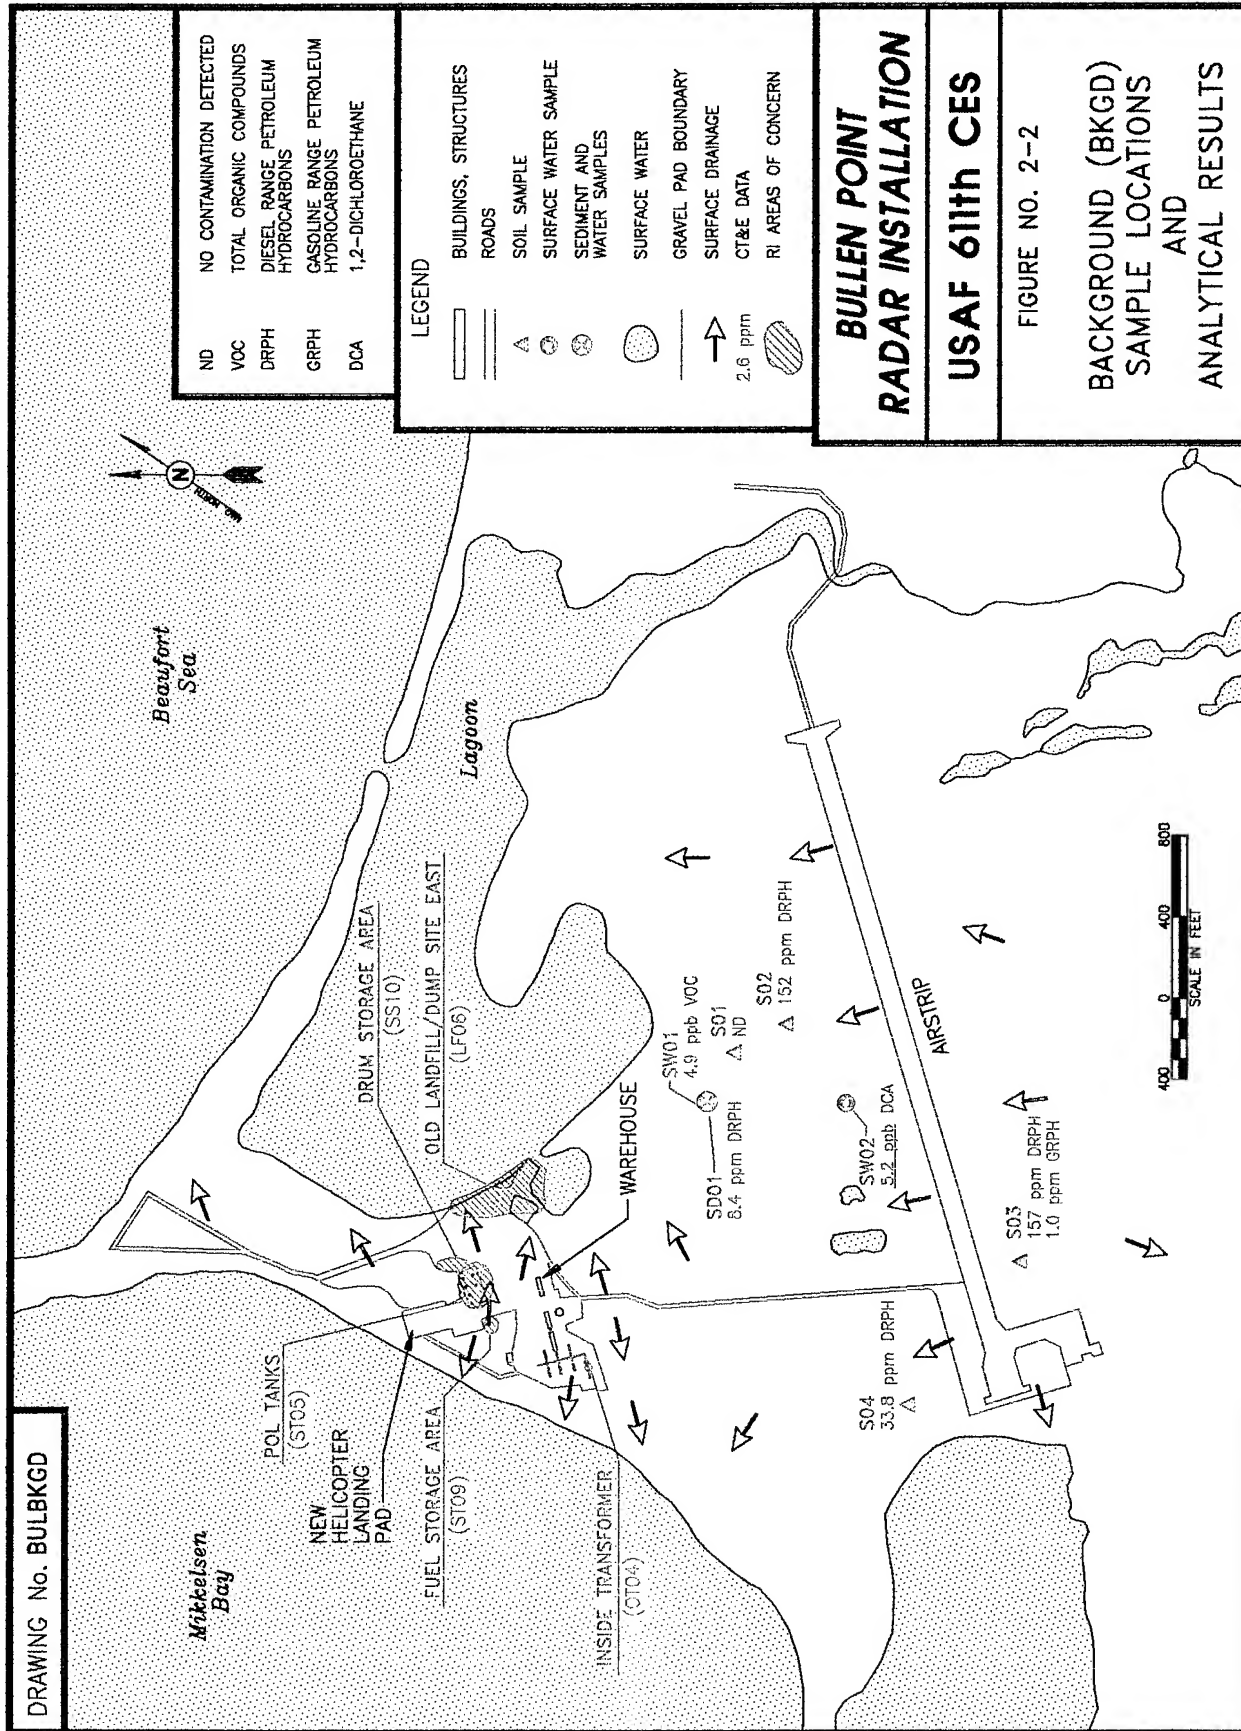 DRAWING No. BULBKGD
Mikkelsen
Bay
Beaufort
Sea
Lagoon
N
MAG. NORTH
POL TANKS
(ST05)
NEW
HELICOPTER
LANDING
PAD
FUEL STORAGE AREA
(ST09)
INSIDE TRANSFORMER
(OT04)
DRUM STORAGE AREA
(SS10)
OLD LANDFILL/DUMP SITE EAST
(LF06)
WAREHOUSE
SW01
4.9 ppb VOC
SD01
8.4 ppm DRPH
S01
ND
S02
152 ppm DRPH
SW02
5.2 ppb DCA
S03
157 ppm DRPH
1.0 ppm GRPH
S04
33.8 ppm DRPH
AIRSTRIP
400 0 400 800
SCALE IN FEET
ND NO CONTAMINATION DETECTED
VOC TOTAL ORGANIC COMPOUNDS
DRPH DIESEL RANGE PETROLEUM
HYDROCARBONS
GRPH GASOLINE RANGE PETROLEUM
HYDROCARBONS
DCA 1,2-DICHLOROETHANE
LEGEND
BUILDINGS, STRUCTURES
ROADS
SOIL SAMPLE
SURFACE WATER SAMPLE
SEDIMENT AND
WATER SAMPLES
SURFACE WATER
GRAVEL PAD BOUNDARY
SURFACE DRAINAGE
2.6 ppm CT&E DATA
RI AREAS OF CONCERN
BULLEN POINT
RADAR INSTALLATION
USAF 611th CES
FIGURE NO. 2-2
BACKGROUND (BKGD)
SAMPLE LOCATIONS
AND
ANALYTICAL RESULTS